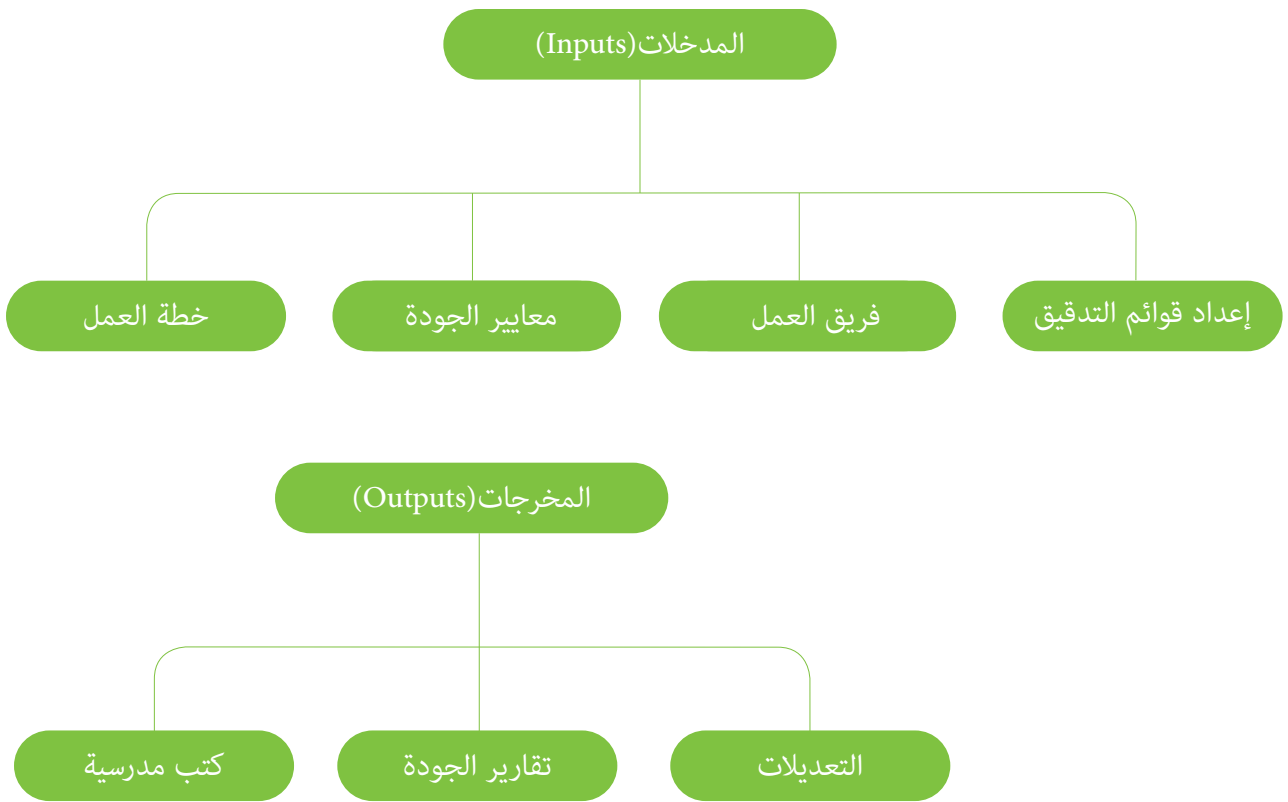 المدخلات(Inputs)
إعداد قوائم التدقيق
فريق العمل
معايير الجودة
خطة العمل
المخرجات(Outputs)
التعديلات
تقارير الجودة
كتب مدرسية